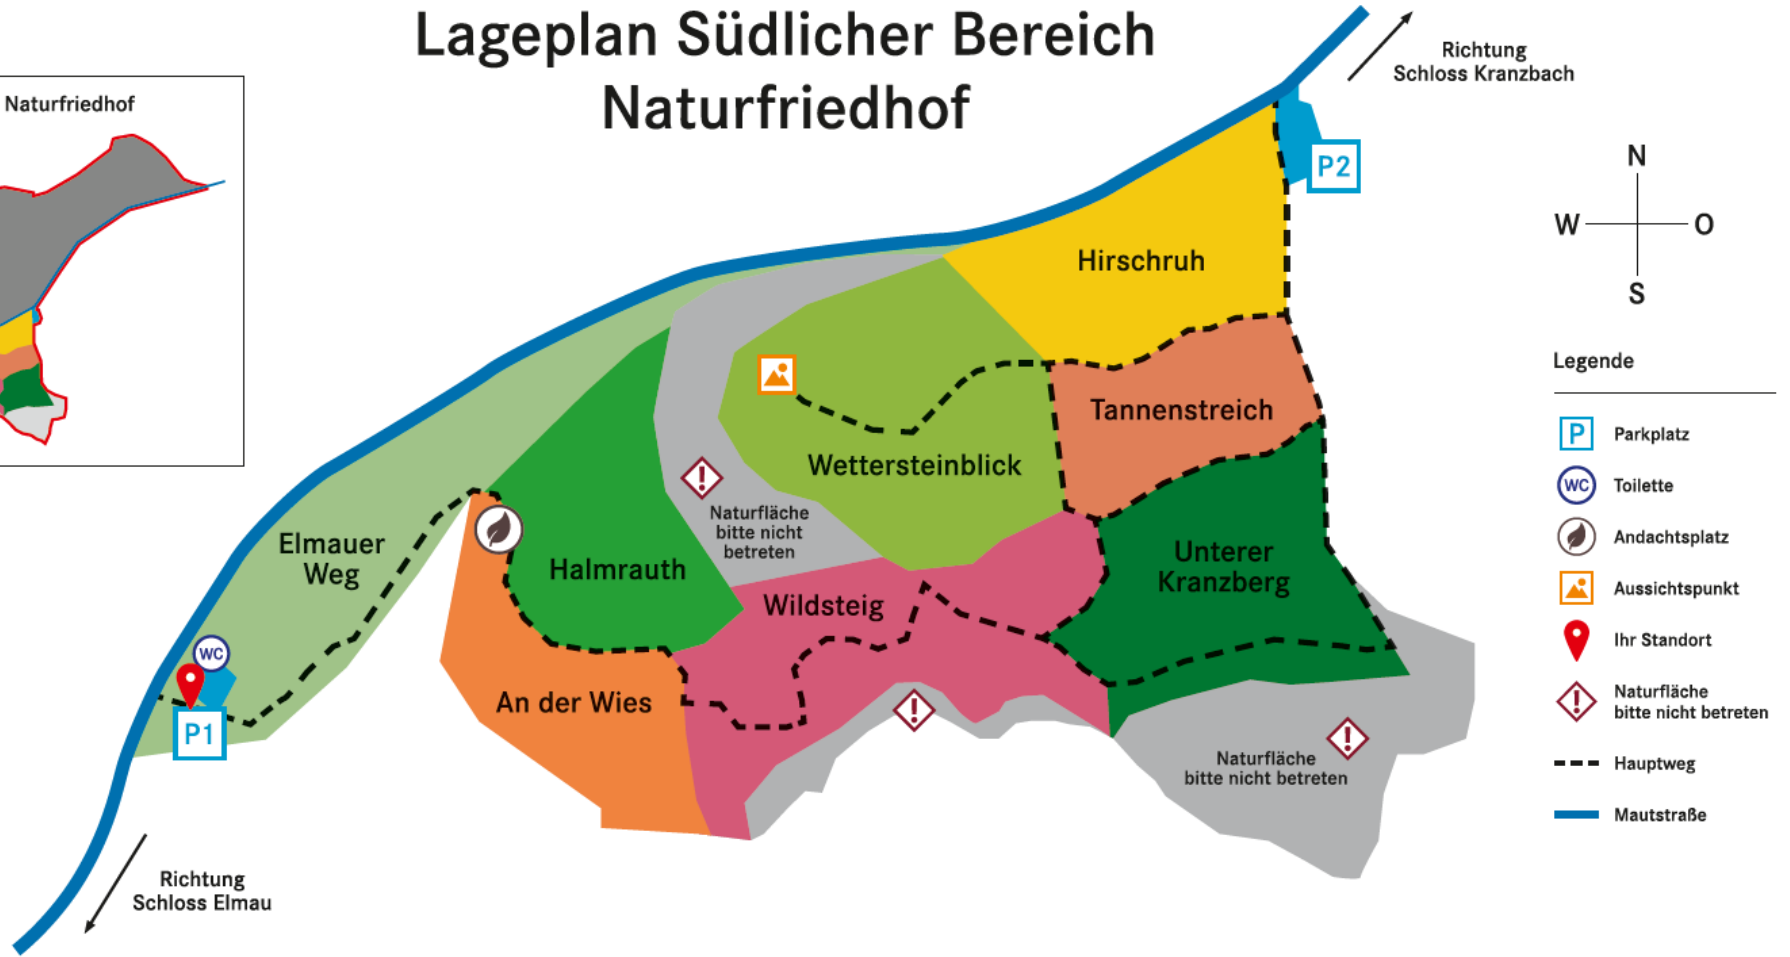 Lageplan Südlicher Bereich
Naturfriedhof
Naturfriedhof
Richtung
Schloss Kranzbach
P2
N
W
O
S
Hirschruh
Tannenstreich
Wettersteinblick
Naturfläche
bitte nicht
betreten
Elmauer
Weg
Halmrauth
Unterer
Kranzberg
Wildsteig
WC
An der Wies
P1
Naturfläche
bitte nicht betreten
Richtung
Schloss Elmau
Legende
P
Parkplatz
WC
Toilette
Andachtsplatz
Aussichtspunkt
Ihr Standort
Naturfläche
bitte nicht betreten
Hauptweg
Mautstraße